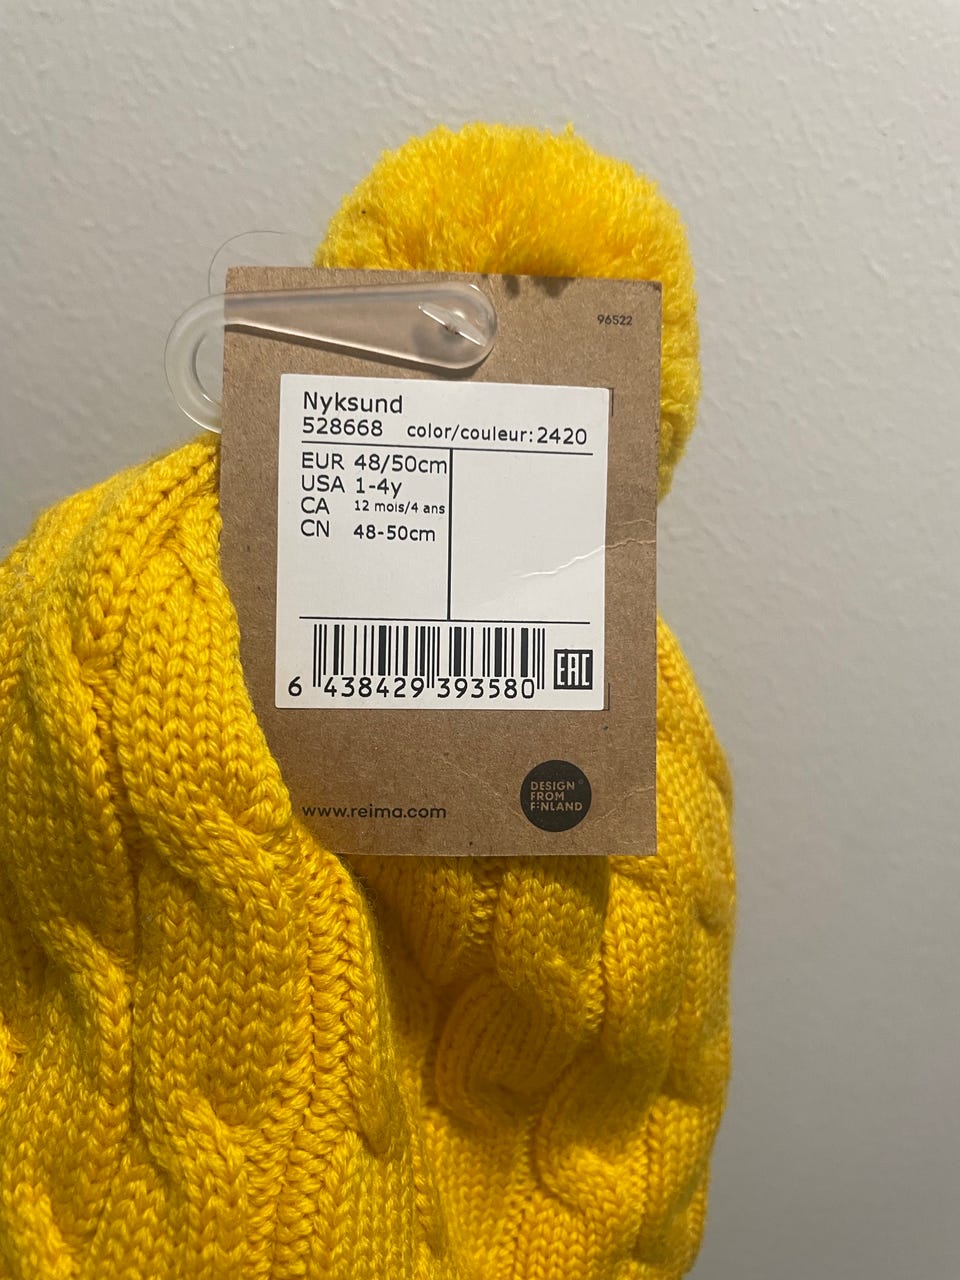 96522
Nyksund
528668 color/couleur:2420
EUR 48/50cm
USA 1-4y
CA 12 mois/4 ans
CN 48-50cm
6 438429 393580
EAC
www.reima.com
DESIGN
FROM
FINLAND